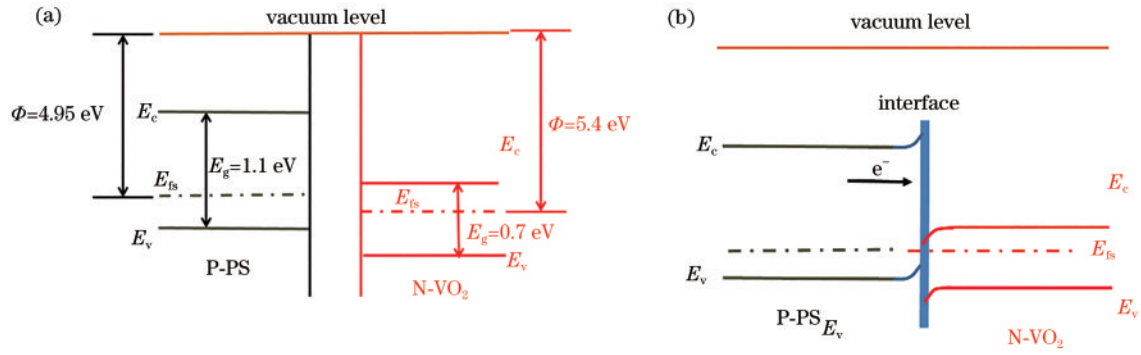 (a)
vacuum level
Φ=4.95 eV
E_c
E_g=1.1 eV
E_fs
E_v
P-PS
Φ=5.4 eV
E_c
E_fs
E_g=0.7 eV
E_v
N-VO₂
(b)
vacuum level
interface
E_c
e⁻
E_c
E_fs
E_v
E_v
P-PS E_v
N-VO₂